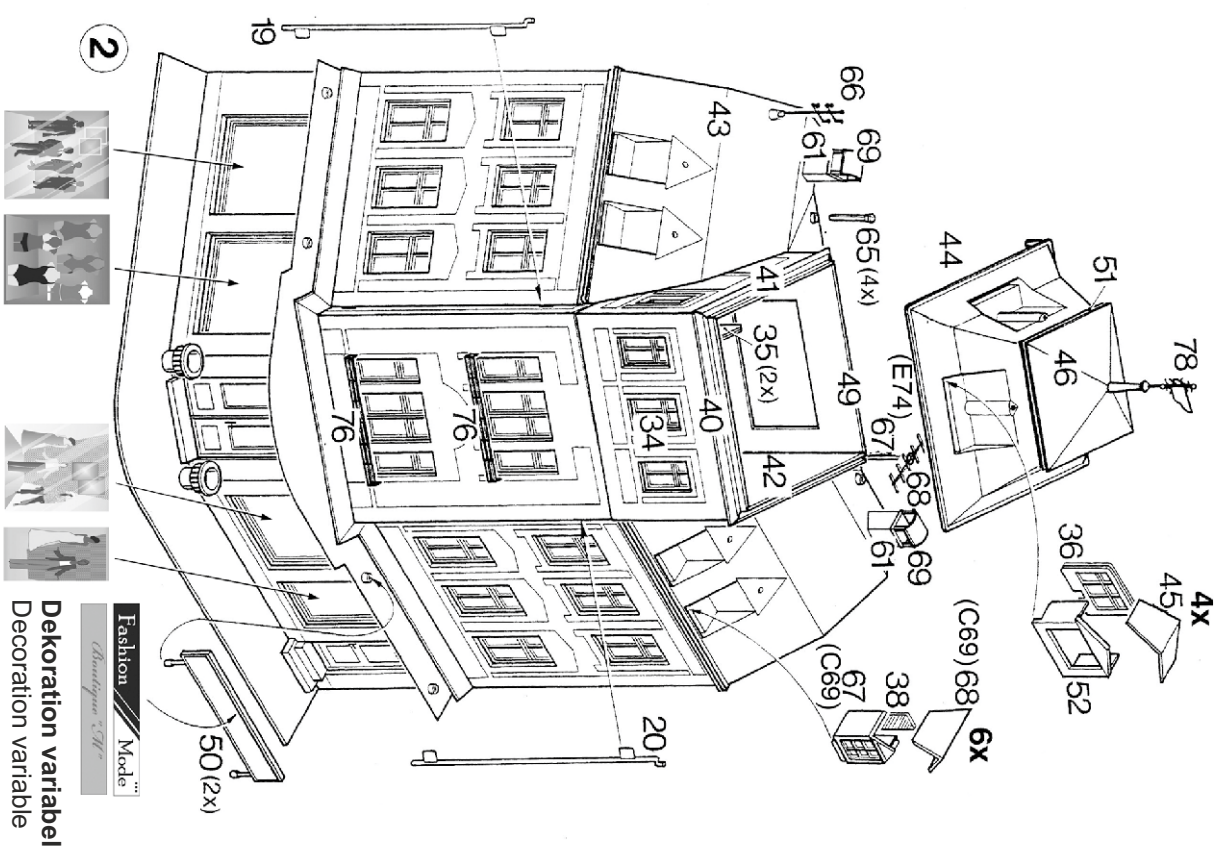 2
19
66
61
69
43
65 (4x)
44
51
78
46
41
35 (2x)
49
(E74)
67
68
40
34
42
76
76
61
69
36
45
4x
52
(C69) 68
6x
38
67
(C69)
20
50 (2x)
Fashion
Mode...
Boutique "M"
Dekoration variabel
Decoration variable